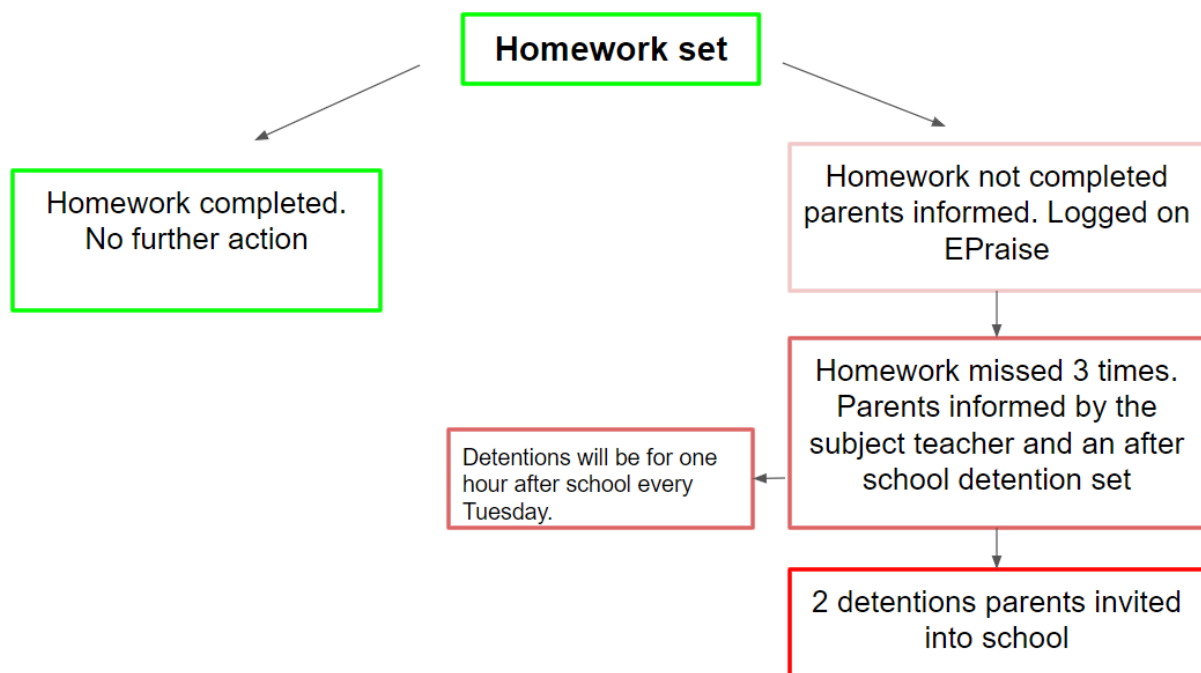 Homework set
Homework completed.
No further action
Homework not completed
parents informed. Logged on
EPraise
Homework missed 3 times.
Parents informed by the
subject teacher and an after
school detention set
Detentions will be for one
hour after school every
Tuesday.
2 detentions parents invited
into school